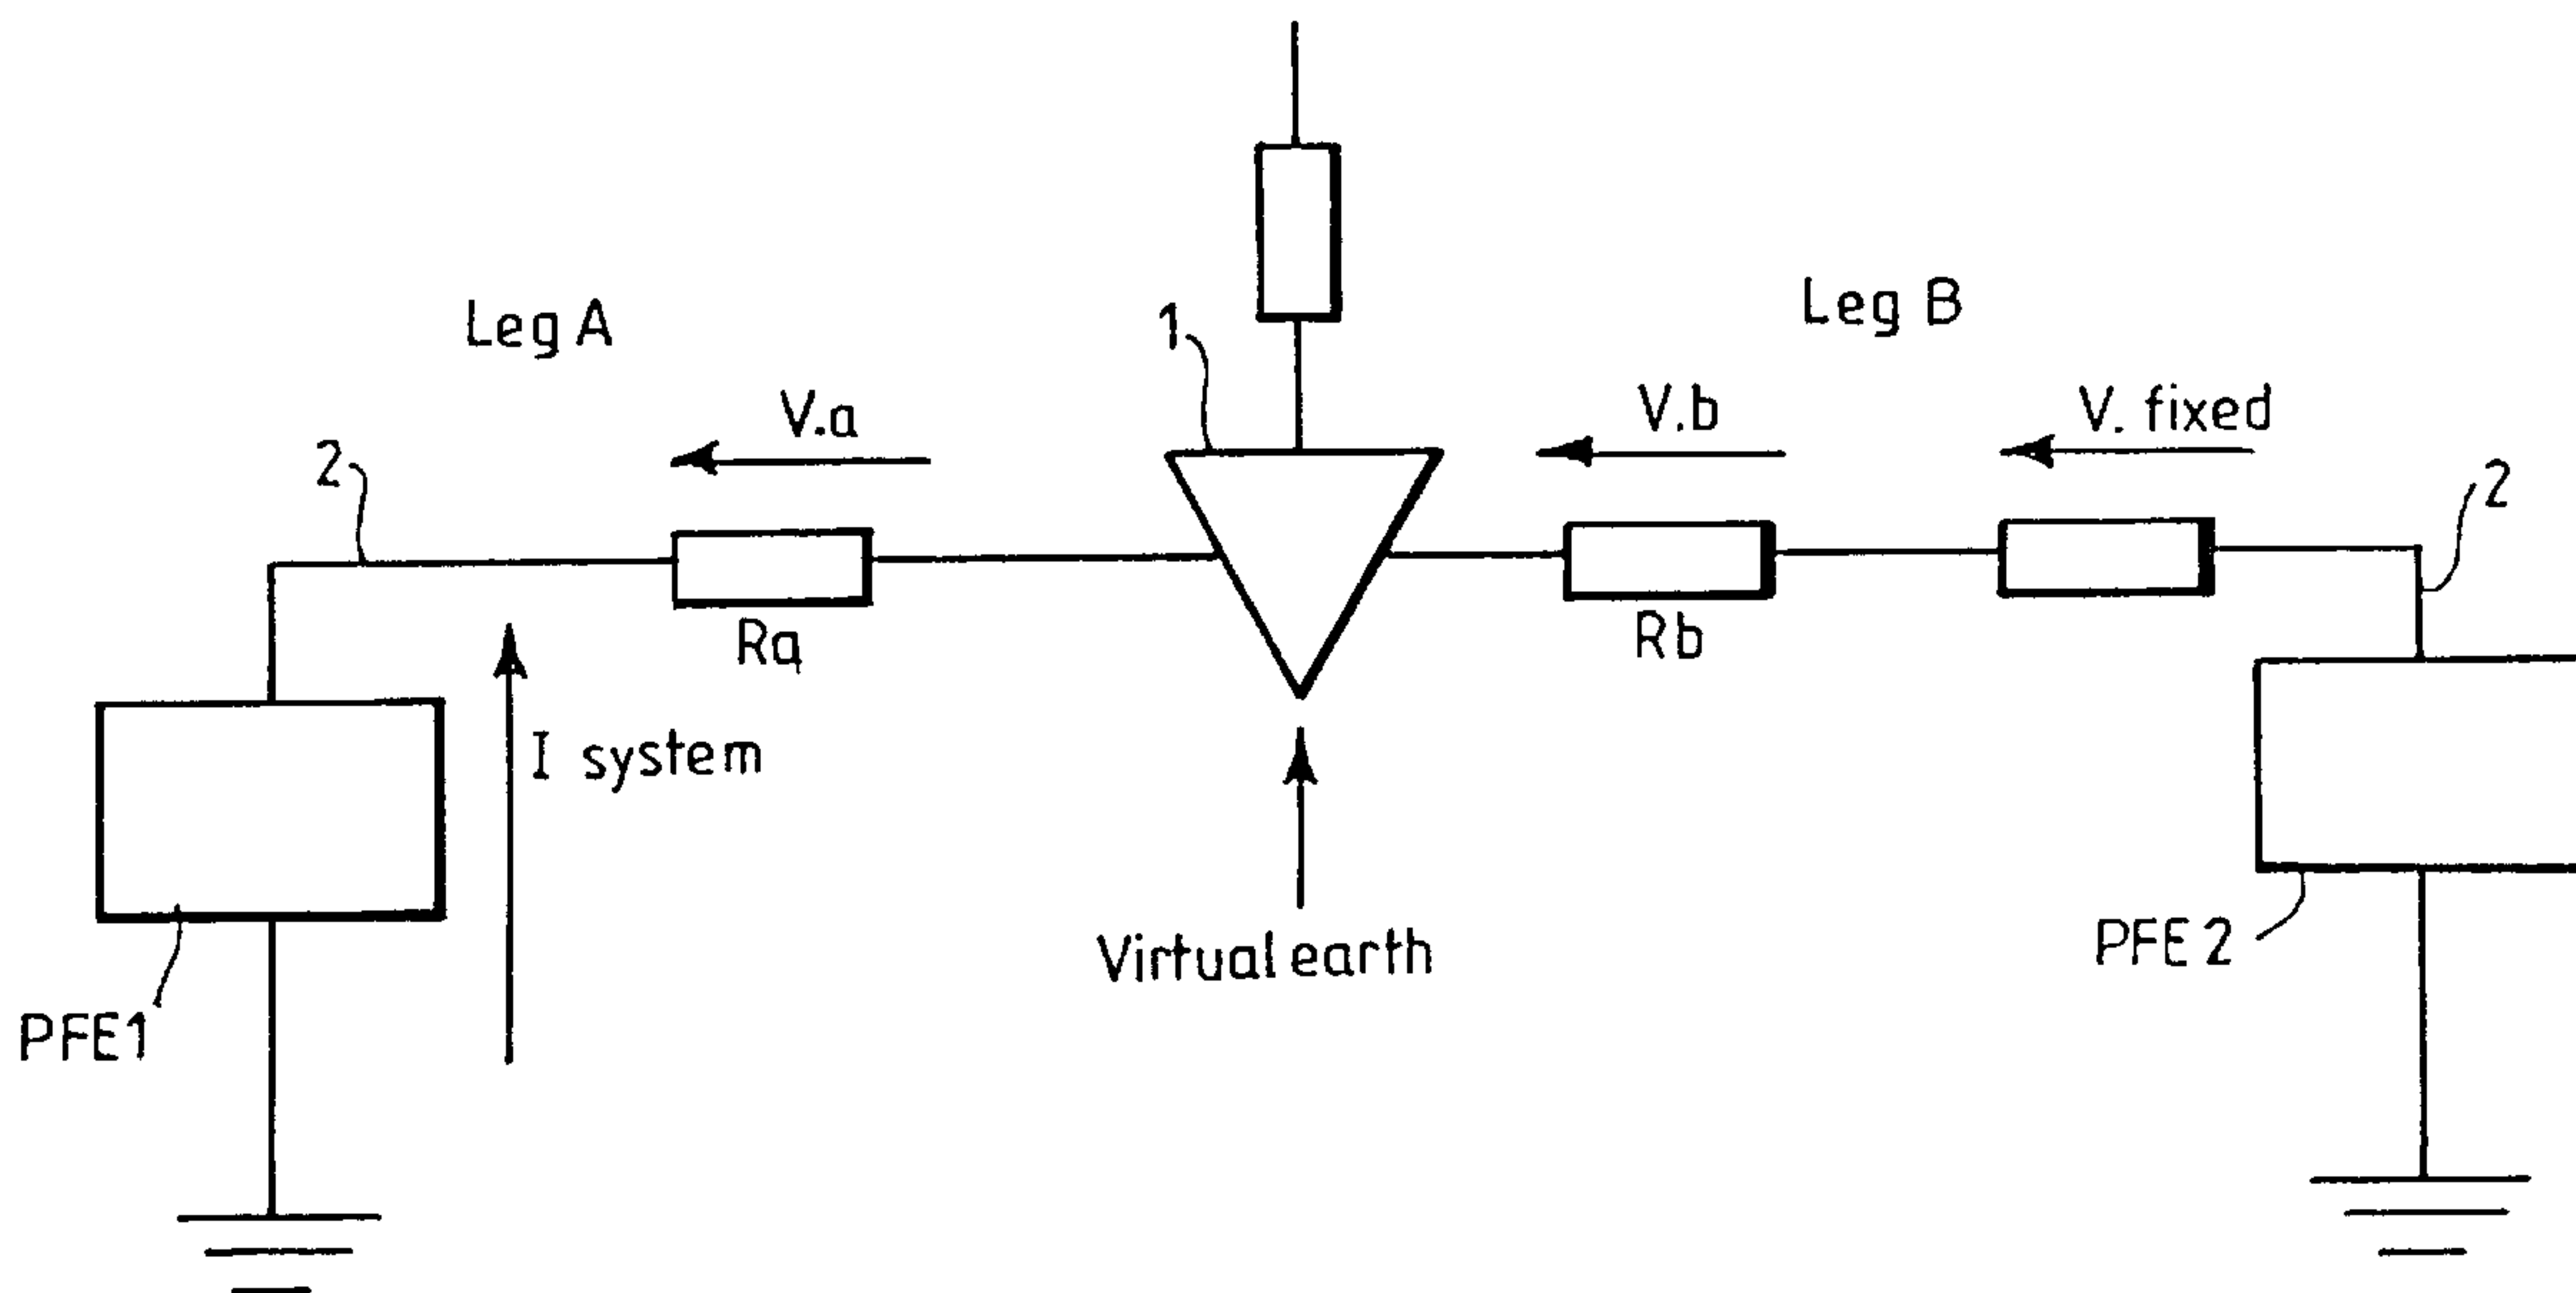 Leg A
Leg B
1
V.a
V.b
V. fixed
2
2
Ra
Rb
I system
PFE1
Virtual earth
PFE 2